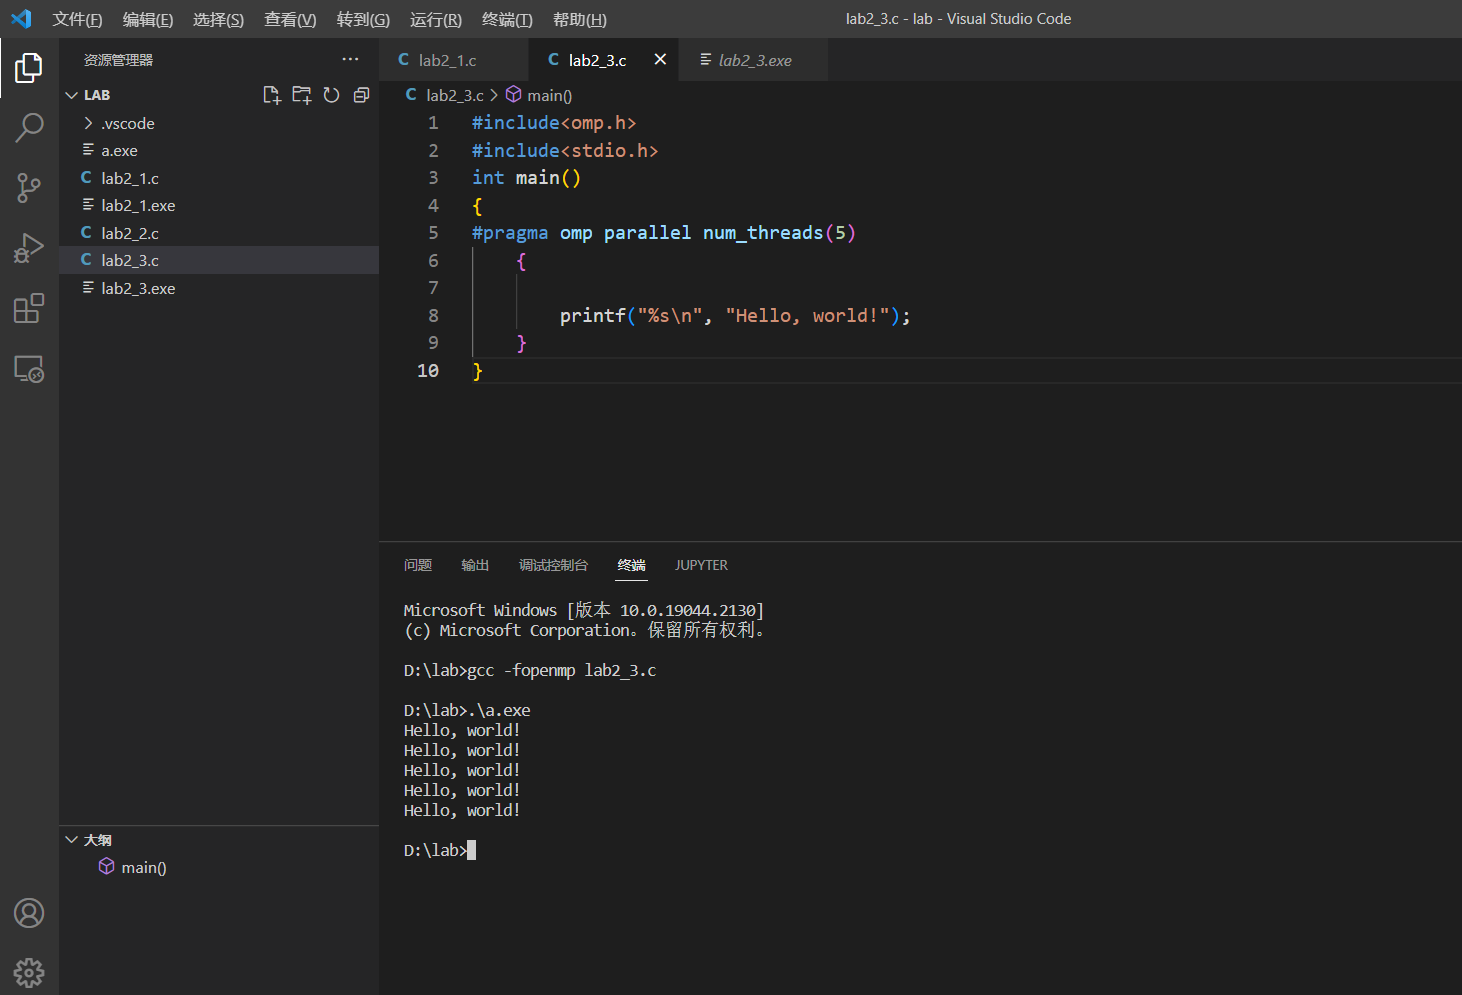 文件(F) 编辑(E) 选择(S) 查看(V) 转到(G) 运行(R) 终端(T) 帮助(H) lab2_3.c - lab - Visual Studio Code
资源管理器 ···
LAB
.vscode
a.exe
C lab2_1.c
lab2_1.exe
C lab2_2.c
C lab2_3.c
lab2_3.exe
大纲
main()
C lab2_1.c C lab2_3.c × lab2_3.exe
C lab2_3.c > main()
1 #include<omp.h>
2 #include<stdio.h>
3 int main()
4 {
5 #pragma omp parallel num_threads(5)
6 {
7
8 printf("%s\n", "Hello, world!");
9 }
10 }
问题 输出 调试控制台 终端 JUPYTER
Microsoft Windows [版本 10.0.19044.2130]
(c) Microsoft Corporation。保留所有权利。
D:\lab>gcc -fopenmp lab2_3.c
D:\lab>.\a.exe
Hello, world!
Hello, world!
Hello, world!
Hello, world!
Hello, world!
D:\lab>